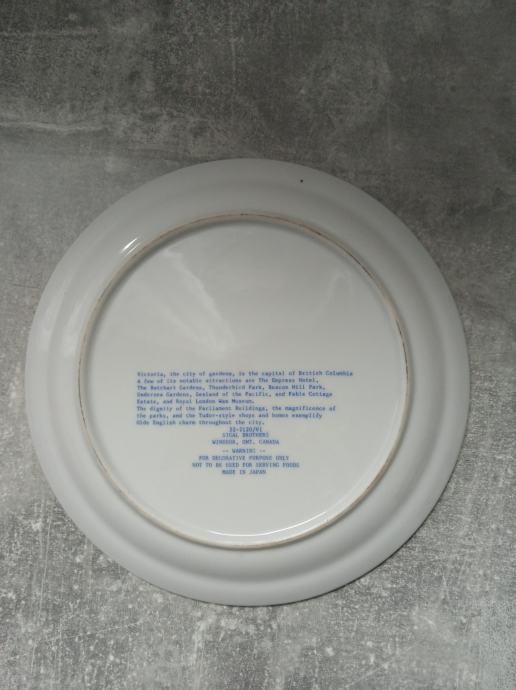 Victoria, the city of gardens, is the capital of British Columbia
A few of its notable attractions are The Empress Hotel,
The Butchart Gardens, Thunderbird Park, Beacon Hill Park,
Undersea Gardens, Sealand of the Pacific, and Fable Cottage
Estate, and Royal London Wax Museum.
The dignity of the Parliament Buildings, the magnificence of
the parks, and the Tudor-style shops and homes exemplify
Olde English charm throughout the city.
32-2120/V1
SIGAL BROTHERS
WINDSOR, ONT. CANADA
-- WARNING --
FOR DECORATIVE PURPOSE ONLY
NOT TO BE USED FOR SERVING FOODS
MADE IN JAPAN